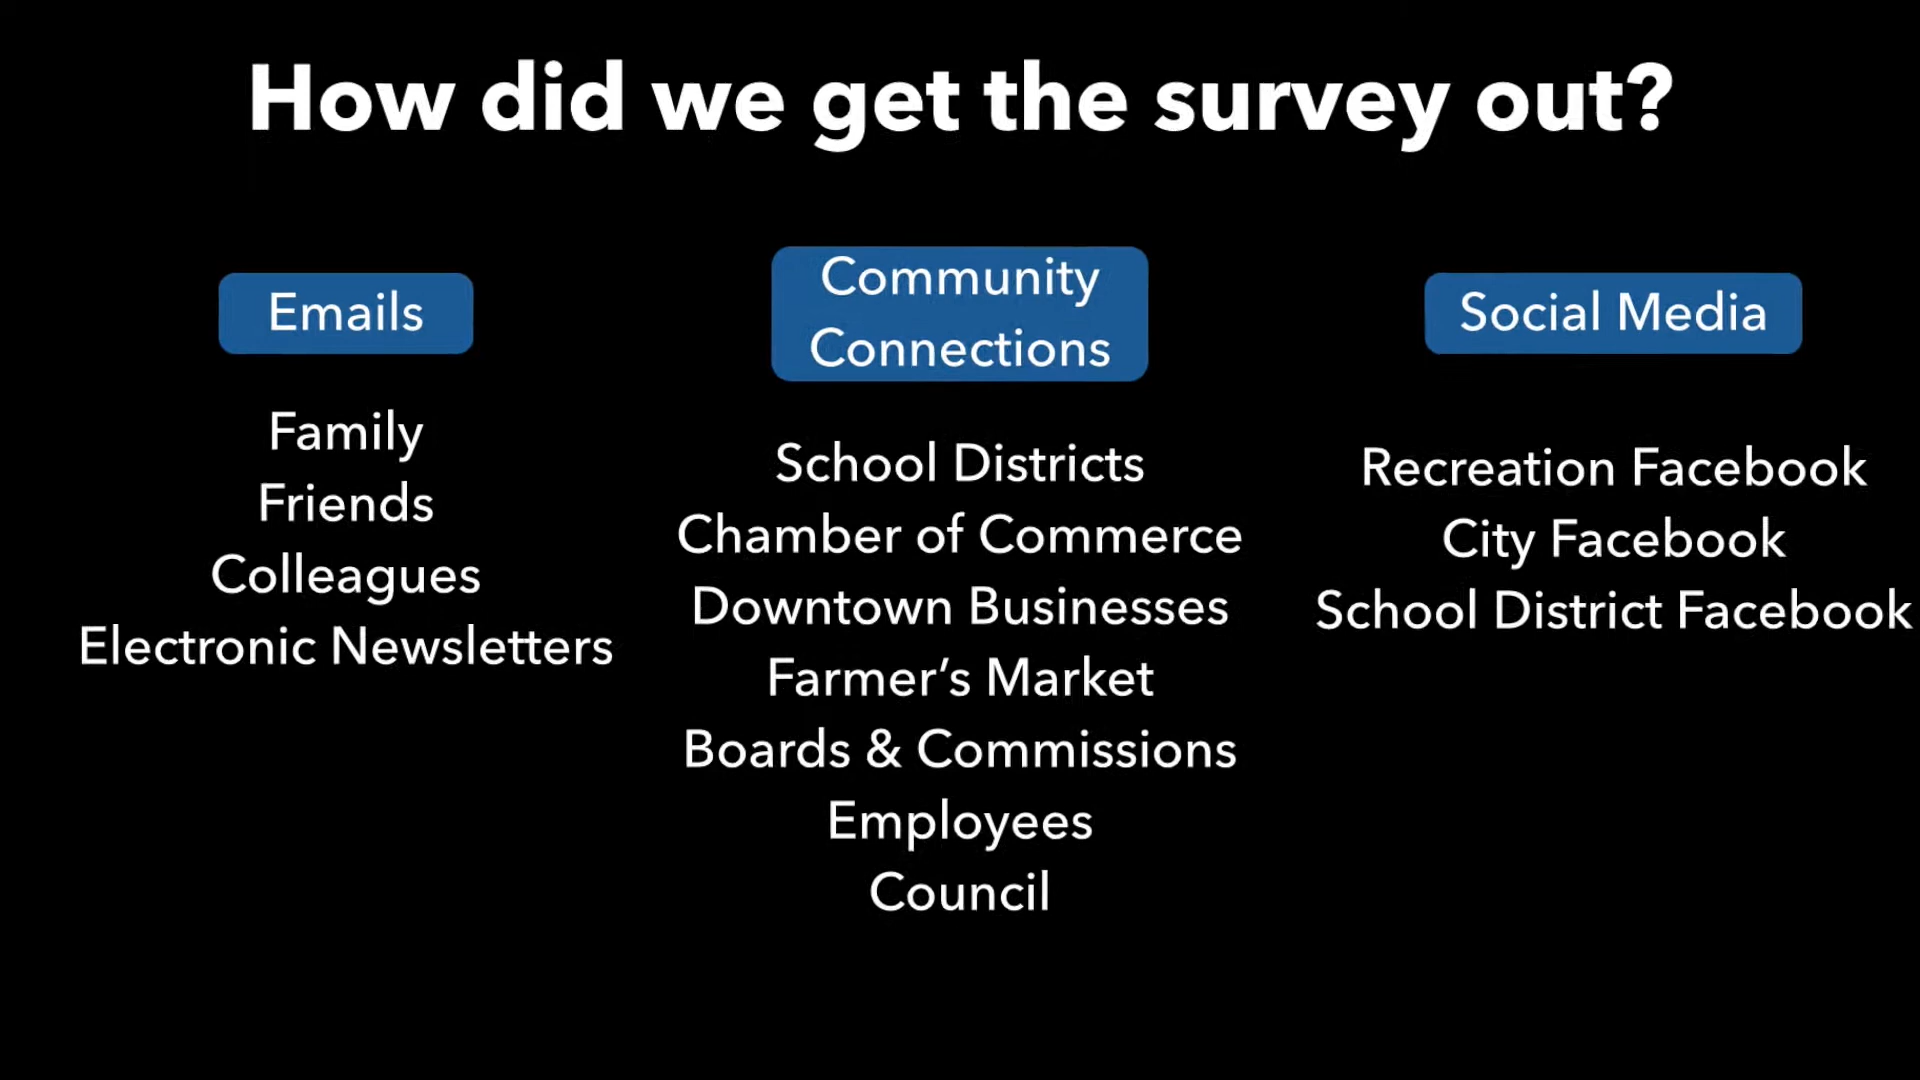 How did we get the survey out?
Emails
Family
Friends
Colleagues
Electronic Newsletters
Community
Connections
School Districts
Chamber of Commerce
Downtown Businesses
Farmer’s Market
Boards & Commissions
Employees
Council
Social Media
Recreation Facebook
City Facebook
School District Facebook